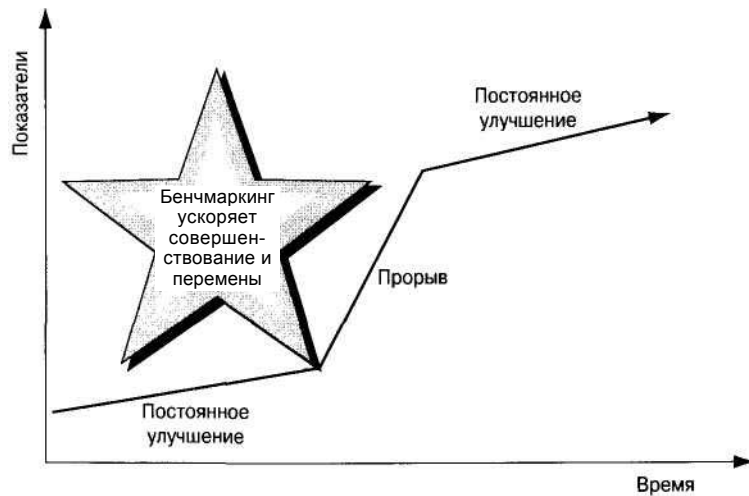 Показатели
Постоянное
улучшение
Бенчмаркинг
ускоряет
совершен-
ствование и
перемены
Прорыв
Постоянное
улучшение
Время